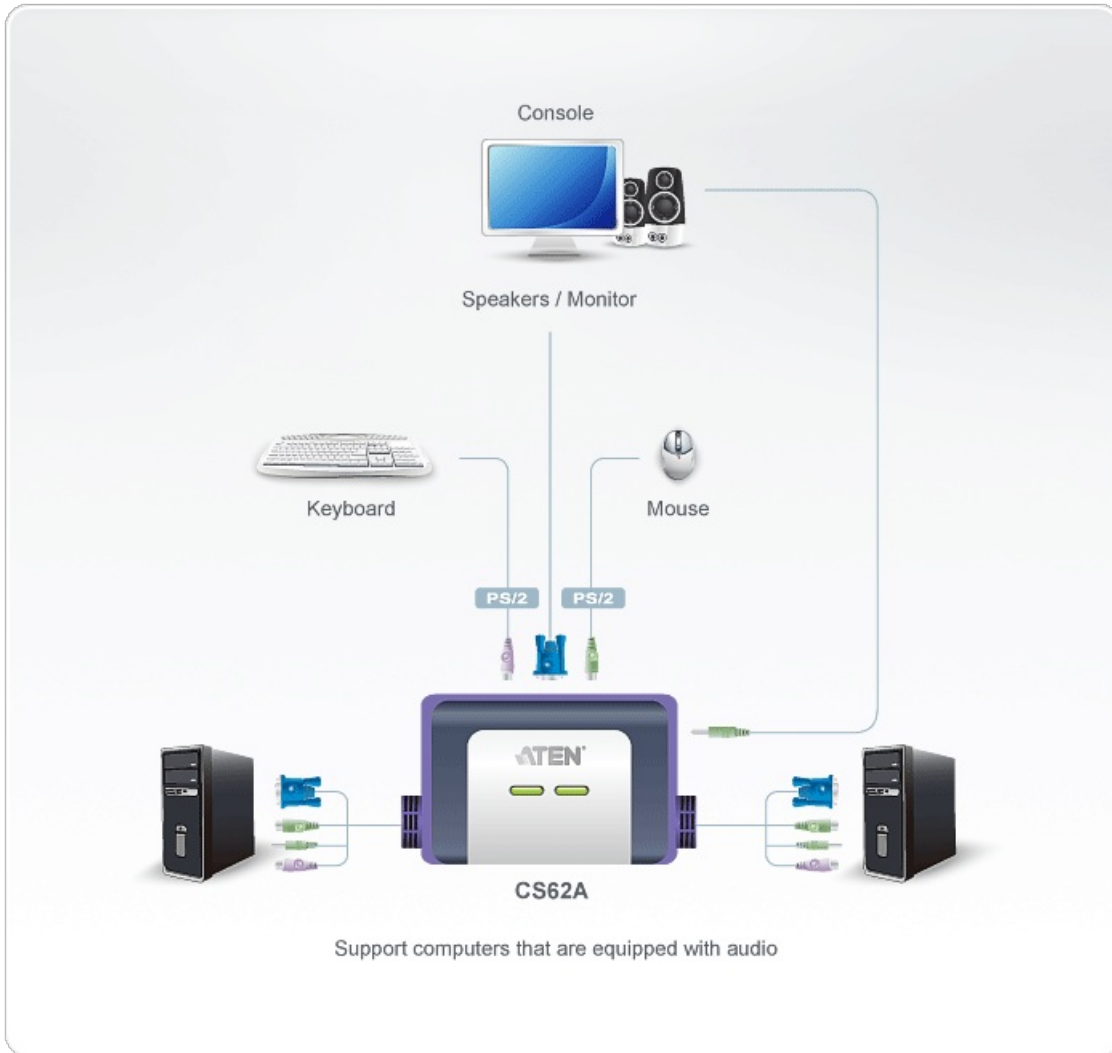 Console
Speakers / Monitor
Keyboard
Mouse
PS/2 PS/2
ATEN
CS62A
Support computers that are equipped with audio